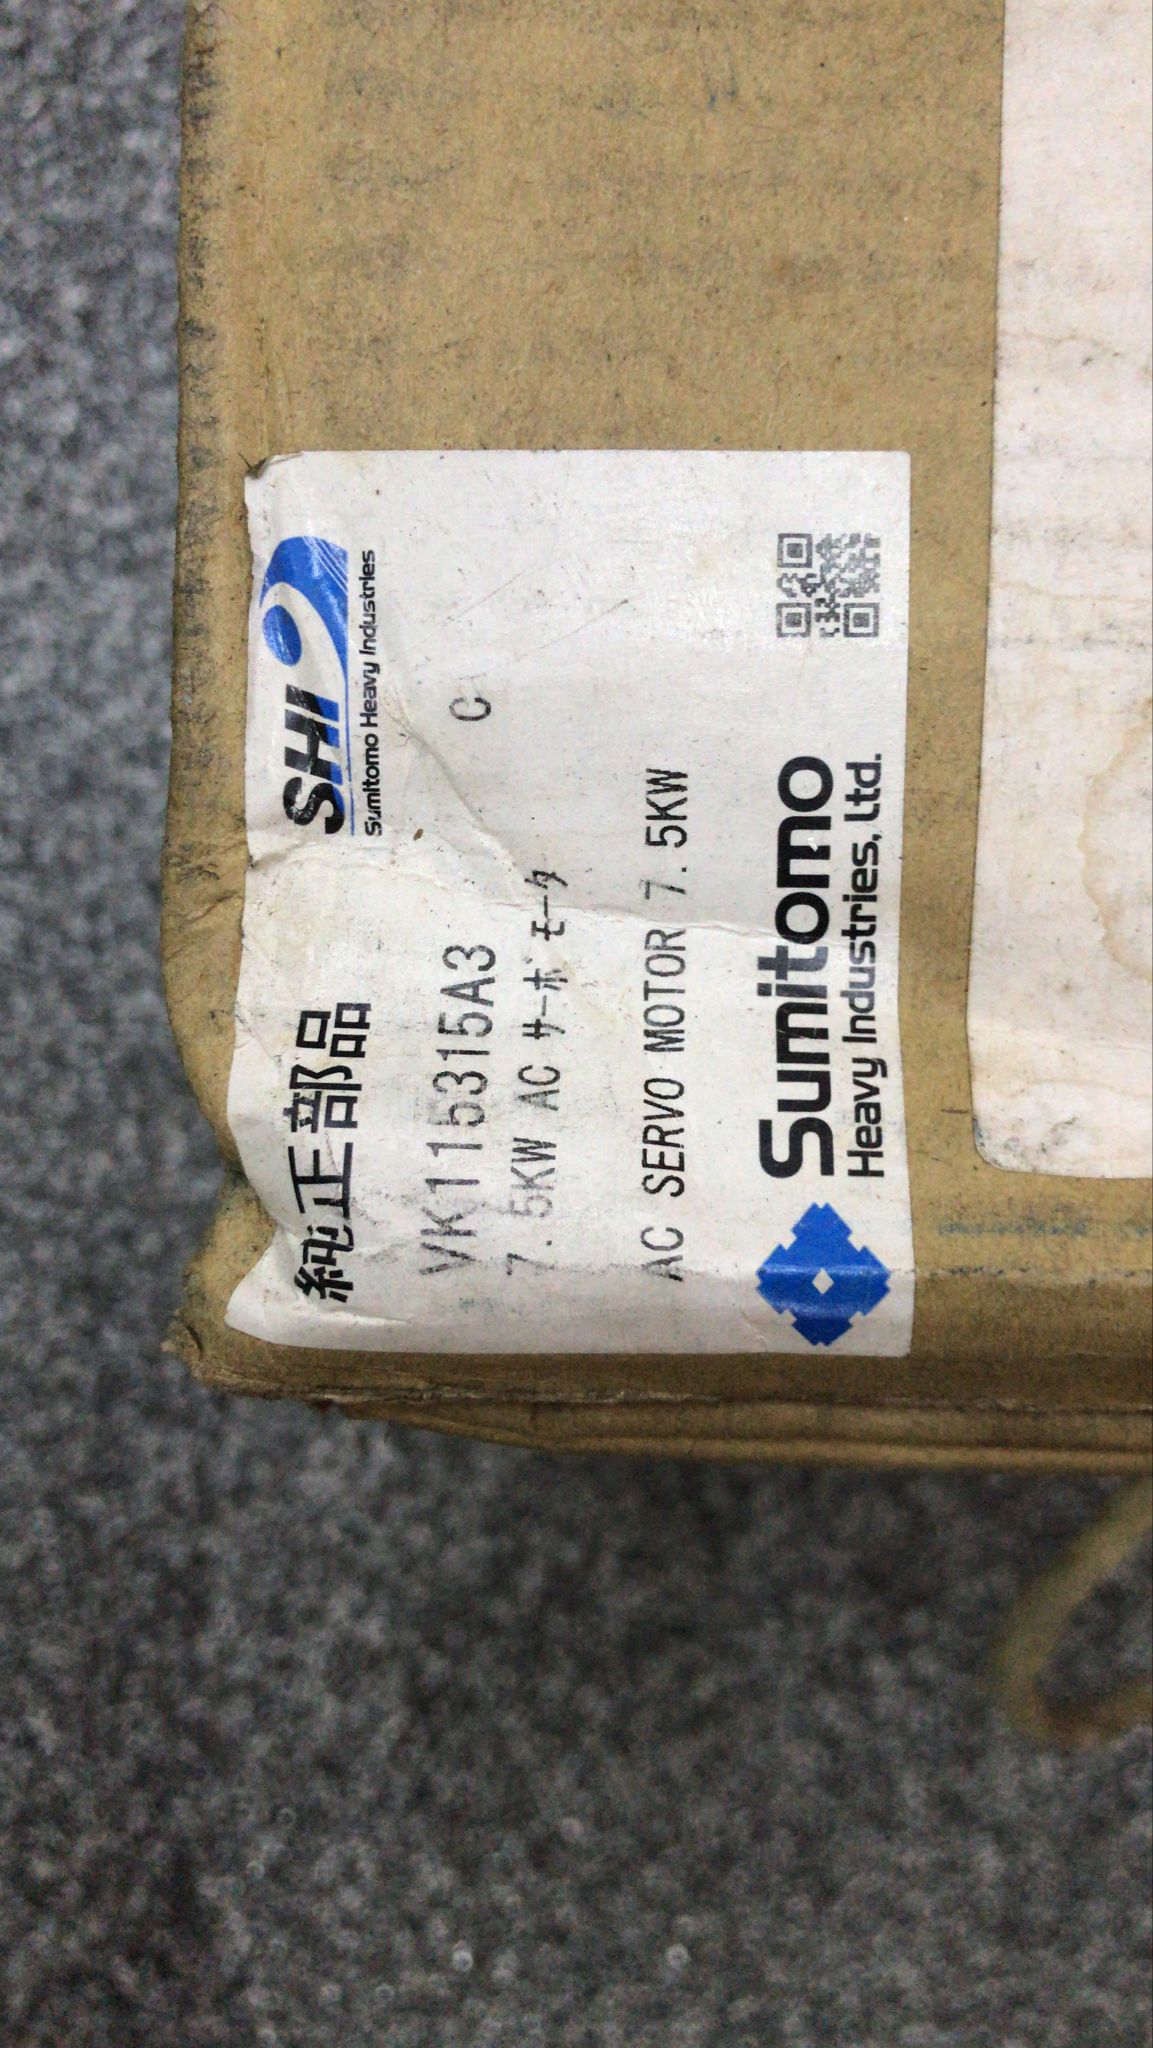 純正部品
SHI
Sumitomo Heavy Industries
VK115315A3 C
7.5KW AC サーボ モータ
AC SERVO MOTOR 7.5KW
Sumitomo
Heavy Industries, Ltd.